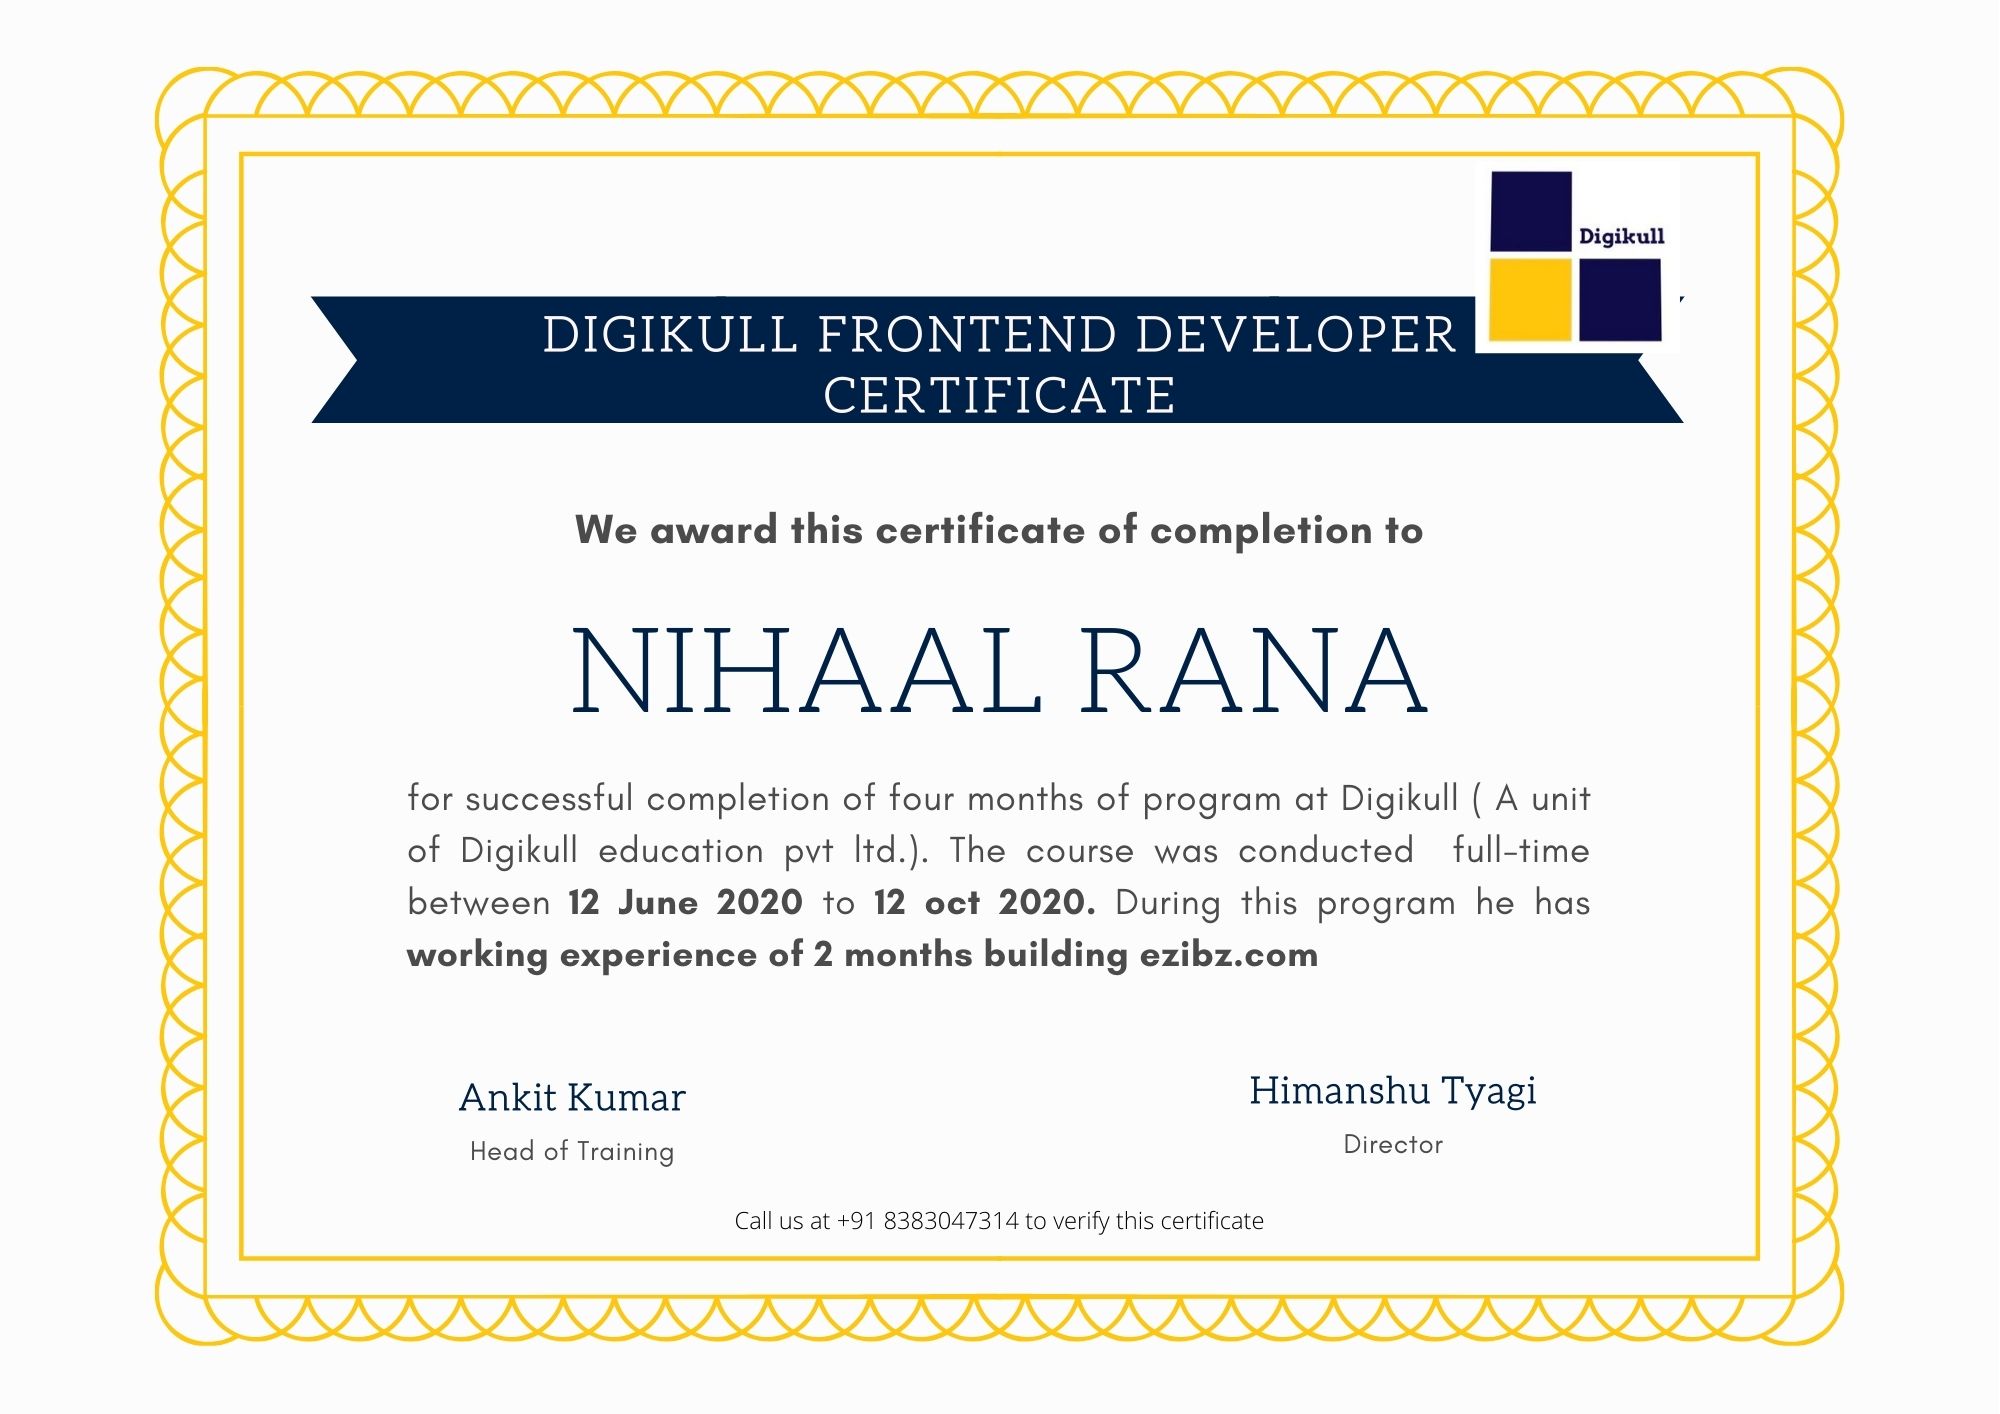 Digikull
DIGIKULL FRONTEND DEVELOPER
CERTIFICATE
We award this certificate of completion to
NIHAAL RANA
for successful completion of four months of program at Digikull ( A unit
of Digikull education pvt ltd.). The course was conducted full-time
between 12 June 2020 to 12 oct 2020. During this program he has
working experience of 2 months building ezibz.com
Ankit Kumar
Head of Training
Himanshu Tyagi
Director
Call us at +91 8383047314 to verify this certificate